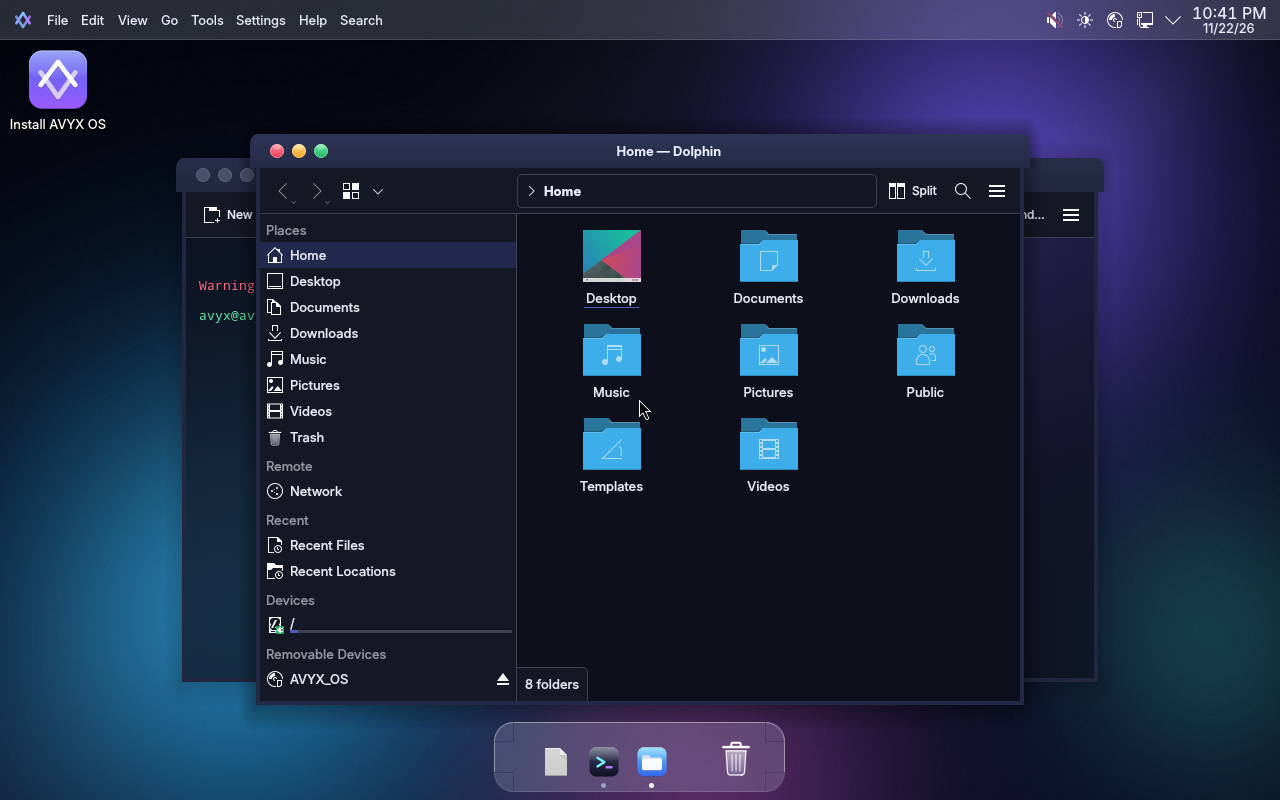 File Edit View Go Tools Settings Help Search
10:41 PM
11/22/26
Install AVYX OS
Home — Dolphin
New
Home
Split
nd...
Places
Home
Desktop
Documents
Downloads
Music
Pictures
Videos
Trash
Remote
Network
Recent
Recent Files
Recent Locations
Devices
/
Removable Devices
AVYX_OS
Warning
avyx@av
Desktop Documents Downloads
Music Pictures Public
Templates Videos
8 folders